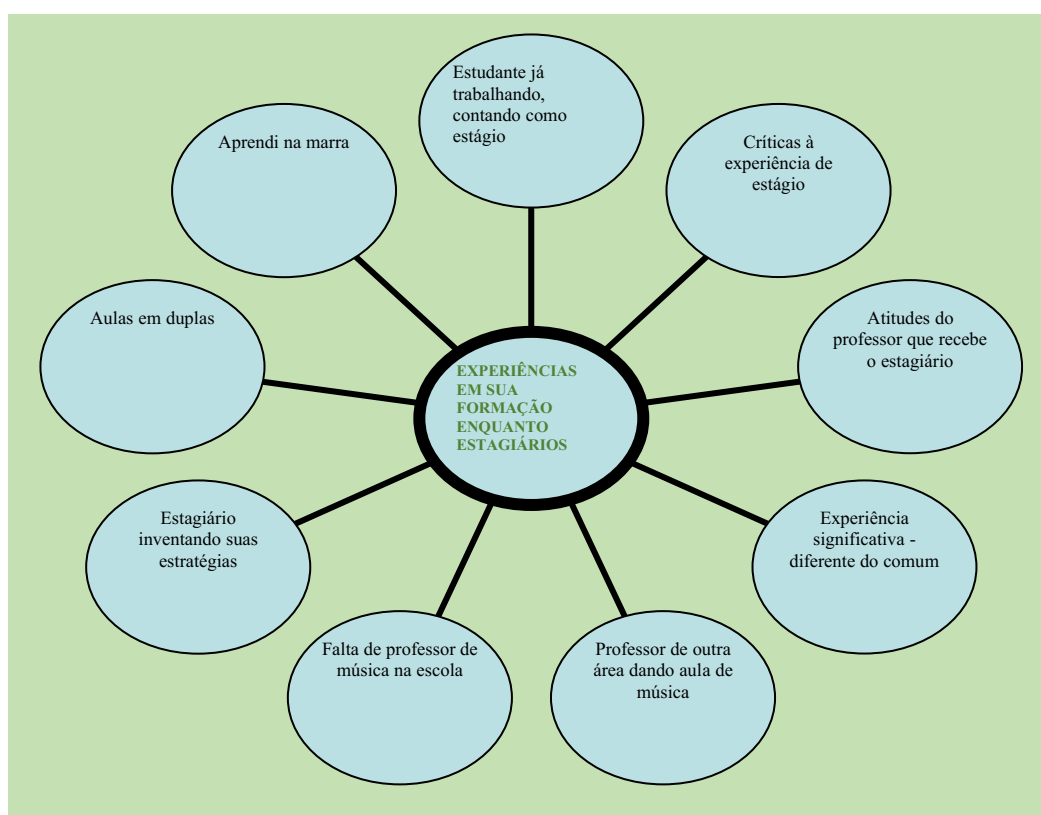 Estudante já
trabalhando,
contando como
estágio
Aprendi na marra
Críticas à
experiência de
estágio
Aulas em duplas
Atitudes do
professor que recebe
o estagiário
EXPERIÊNCIAS
EM SUA
FORMAÇÃO
ENQUANTO
ESTAGIÁRIOS
Estagiário
inventando suas
estratégias
Experiência
significativa -
diferente do comum
Falta de professor de
música na escola
Professor de outra
área dando aula de
música